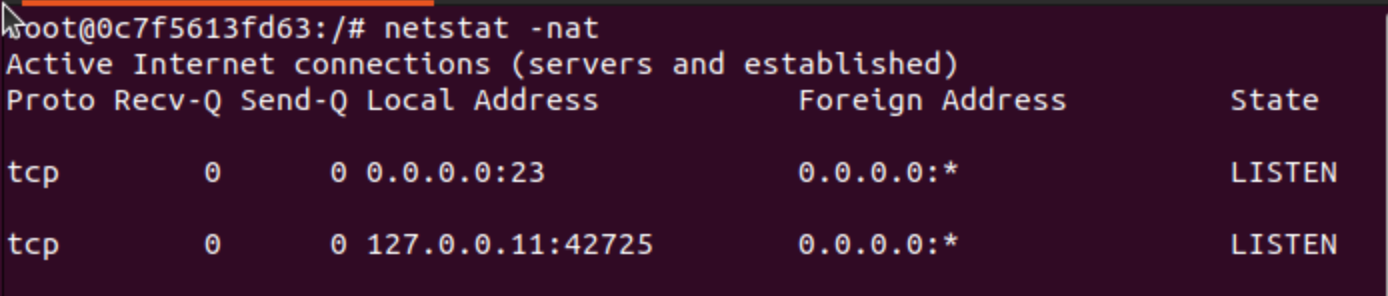 root@0c7f5613fd63:/# netstat -nat
Active Internet connections (servers and established)
Proto Recv-Q Send-Q Local Address           Foreign Address         State
tcp        0      0 0.0.0.0:23              0.0.0.0:*               LISTEN
tcp        0      0 127.0.0.11:42725        0.0.0.0:*               LISTEN